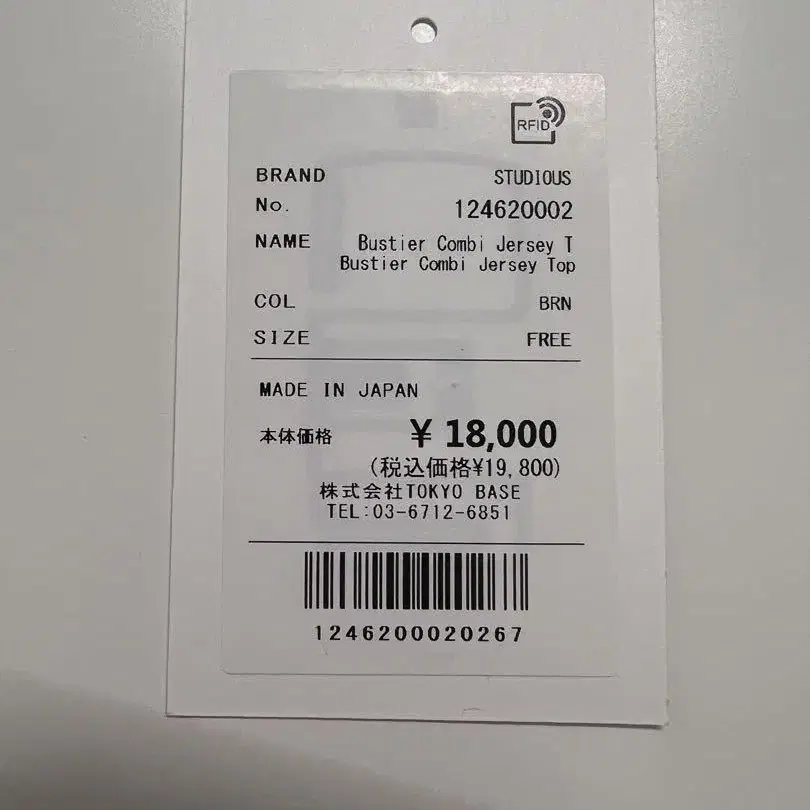 RFID
BRAND STUDIOUS
No. 124620002
NAME Bustier Combi Jersey T
Bustier Combi Jersey Top
COL BRN
SIZE FREE
MADE IN JAPAN
本体価格 ¥ 18,000
(税込価格¥19,800)
株式会社TOKYO BASE
TEL:03-6712-6851
1246200020267